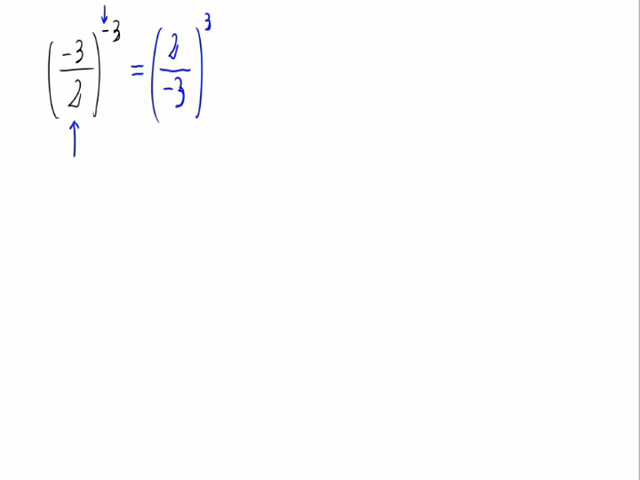 (-3/2)^-3 = (2/-3)^3